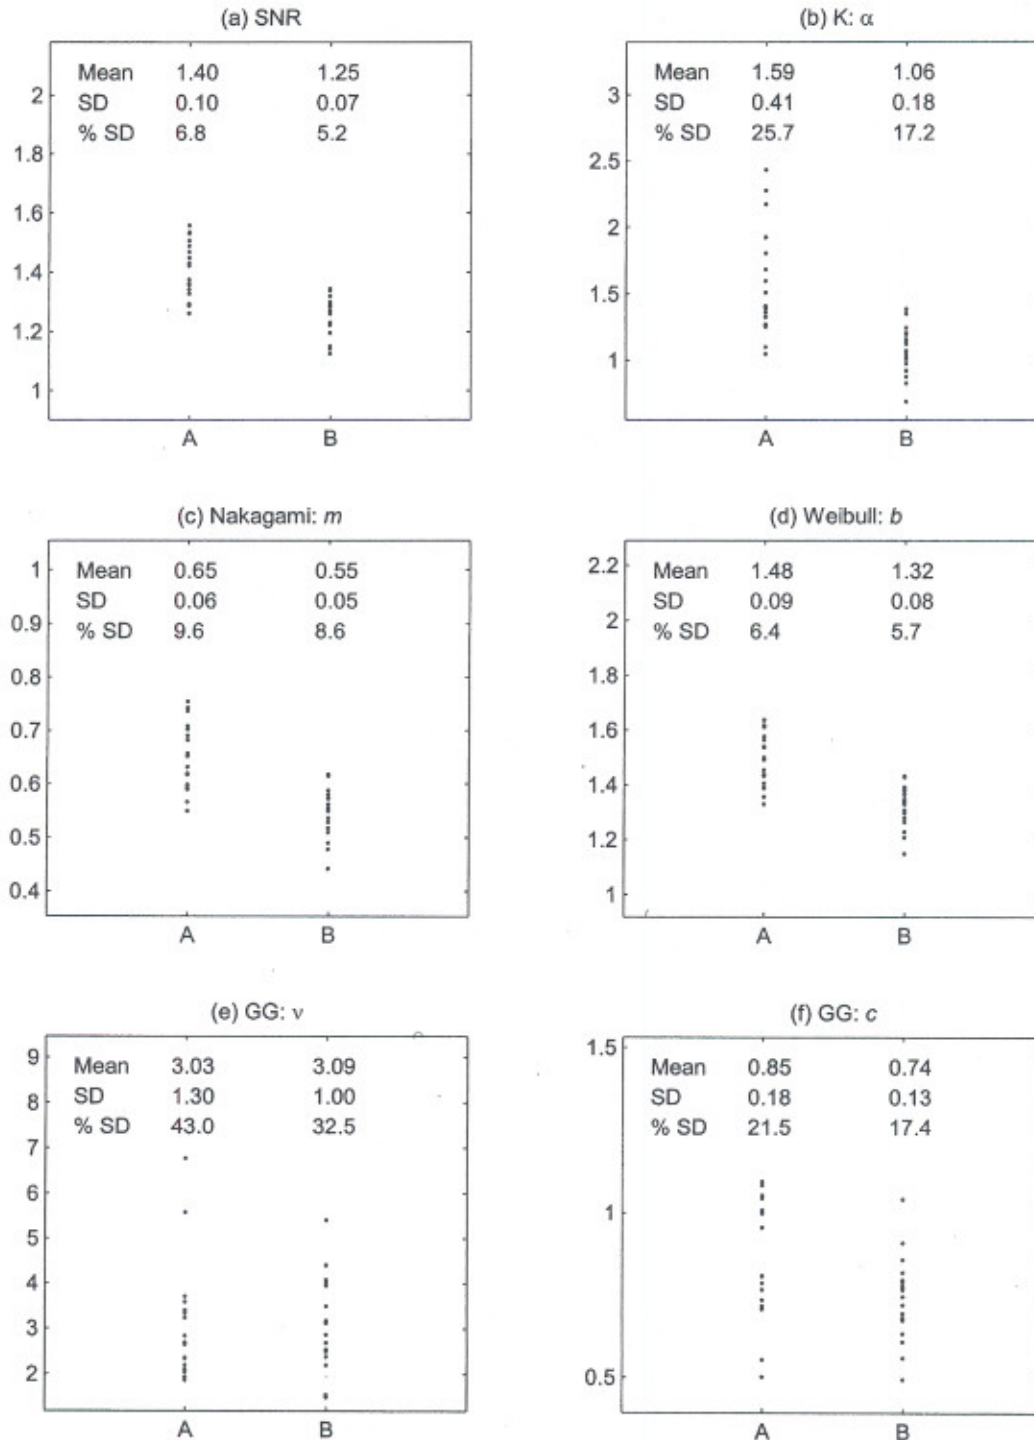 (a) SNR
Mean 1.40 1.25
SD 0.10 0.07
% SD 6.8 5.2
2
1.8
1.6
1.4
1.2
1
A B
(b) K: α
Mean 1.59 1.06
SD 0.41 0.18
% SD 25.7 17.2
3
2.5
2
1.5
1
A B
(c) Nakagami: m
Mean 0.65 0.55
SD 0.06 0.05
% SD 9.6 8.6
1
0.9
0.8
0.7
0.6
0.5
0.4
A B
(d) Weibull: b
Mean 1.48 1.32
SD 0.09 0.08
% SD 6.4 5.7
2.2
2
1.8
1.6
1.4
1.2
1
A B
(e) GG: ν
Mean 3.03 3.09
SD 1.30 1.00
% SD 43.0 32.5
9
8
7
6
5
4
3
2
A B
(f) GG: c
Mean 0.85 0.74
SD 0.18 0.13
% SD 21.5 17.4
1.5
1
0.5
A B